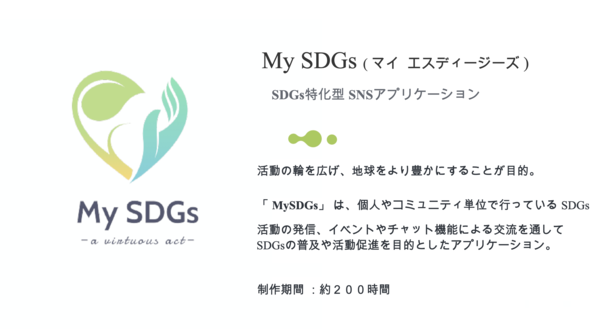 My SDGs ( マイ エスディージーズ )
SDGs特化型 SNSアプリケーション
My SDGs
-a virtuous act-
活動の輪を広げ、地球をより豊かにすることが目的。
「 MySDGs」 は、個人やコミュニティ単位で行っている SDGs
活動の発信、イベントやチャット機能による交流を通して
SDGsの普及や活動促進を目的としたアプリケーション。
制作期間 ：約２００時間